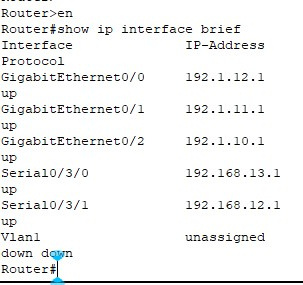 Router>
Router>en
Router#show ip interface brief
Interface IP-Address
Protocol
GigabitEthernet0/0 192.1.12.1
up
GigabitEthernet0/1 192.1.11.1
up
GigabitEthernet0/2 192.1.10.1
up
Serial0/3/0 192.168.13.1
up
Serial0/3/1 192.168.12.1
up
Vlan1 unassigned
down down
Router#